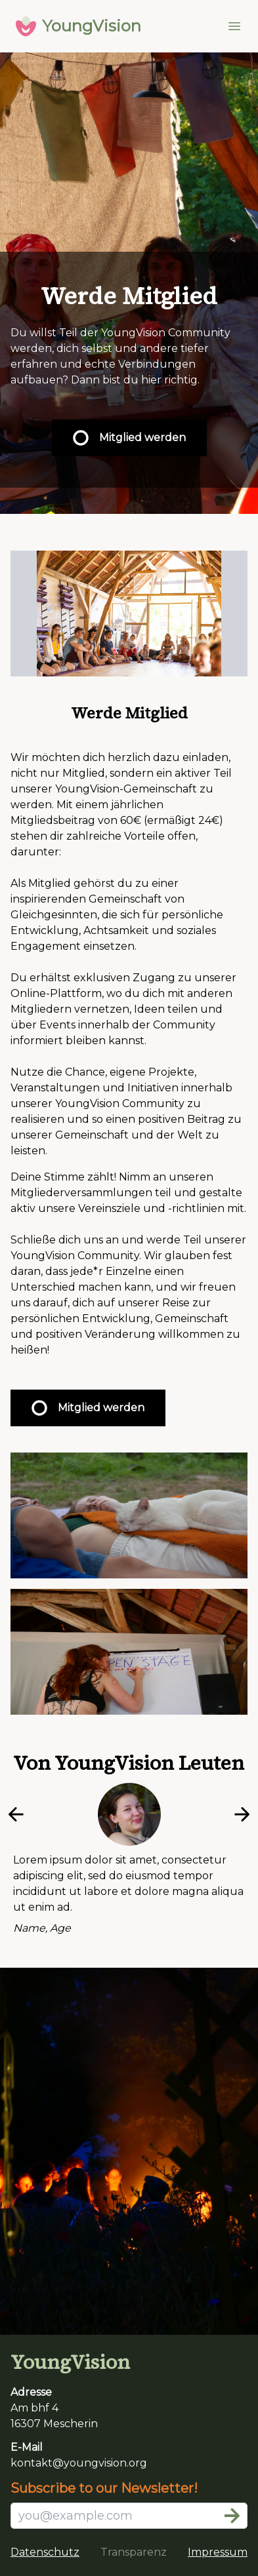 YoungVision
Werde Mitglied
Du willst Teil der YoungVision Community
werden, dich selbst und andere tiefer
erfahren und echte Verbindungen
aufbauen? Dann bist du hier richtig.
Mitglied werden
Werde Mitglied
Wir möchten dich herzlich dazu einladen,
nicht nur Mitglied, sondern ein aktiver Teil
unserer YoungVision-Gemeinschaft zu
werden. Mit einem jährlichen
Mitgliedsbeitrag von 60€ (ermäßigt 24€)
stehen dir zahlreiche Vorteile offen,
darunter:
Als Mitglied gehörst du zu einer
inspirierenden Gemeinschaft von
Gleichgesinnten, die sich für persönliche
Entwicklung, Achtsamkeit und soziales
Engagement einsetzen.
Du erhältst exklusiven Zugang zu unserer
Online-Plattform, wo du dich mit anderen
Mitgliedern vernetzen, Ideen teilen und
über Events innerhalb der Community
informiert bleiben kannst.
Nutze die Chance, eigene Projekte,
Veranstaltungen und Initiativen innerhalb
unserer YoungVision Community zu
realisieren und so einen positiven Beitrag zu
unserer Gemeinschaft und der Welt zu
leisten.
Deine Stimme zählt! Nimm an unseren
Mitgliederversammlungen teil und gestalte
aktiv unsere Vereinsziele und -richtlinien mit.
Schließe dich uns an und werde Teil unserer
YoungVision Community. Wir glauben fest
daran, dass jede*r Einzelne einen
Unterschied machen kann, und wir freuen
uns darauf, dich auf unserer Reise zur
persönlichen Entwicklung, Gemeinschaft
und positiven Veränderung willkommen zu
heißen!
Mitglied werden
OPEN STAGE
Von YoungVision Leuten
Lorem ipsum dolor sit amet, consectetur
adipiscing elit, sed do eiusmod tempor
incididunt ut labore et dolore magna aliqua
ut enim ad.
Name, Age
YoungVision
Adresse
Am bhf 4
16307 Mescherin
E-Mail
kontakt@youngvision.org
Subscribe to our Newsletter!
you@example.com
Datenschutz Transparenz Impressum